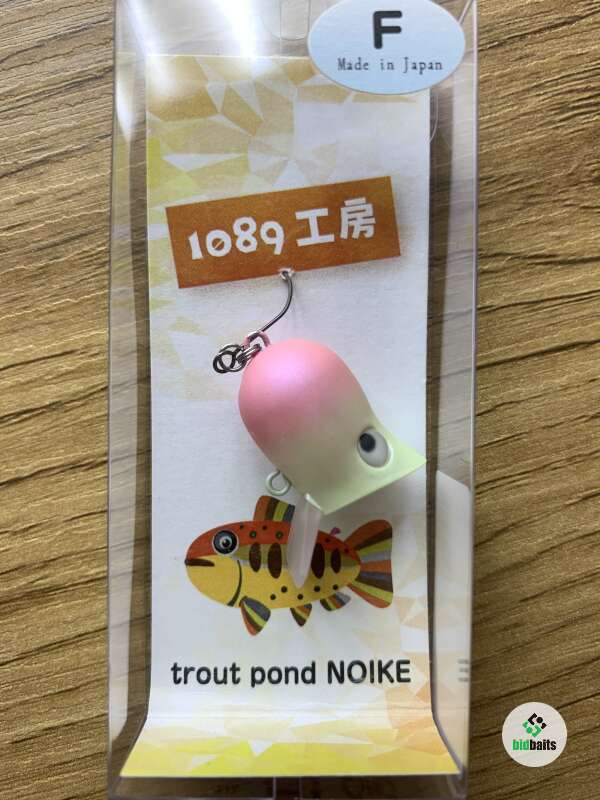 F
Made in Japan
1089工房
trout pond NOIKE
bidbaits